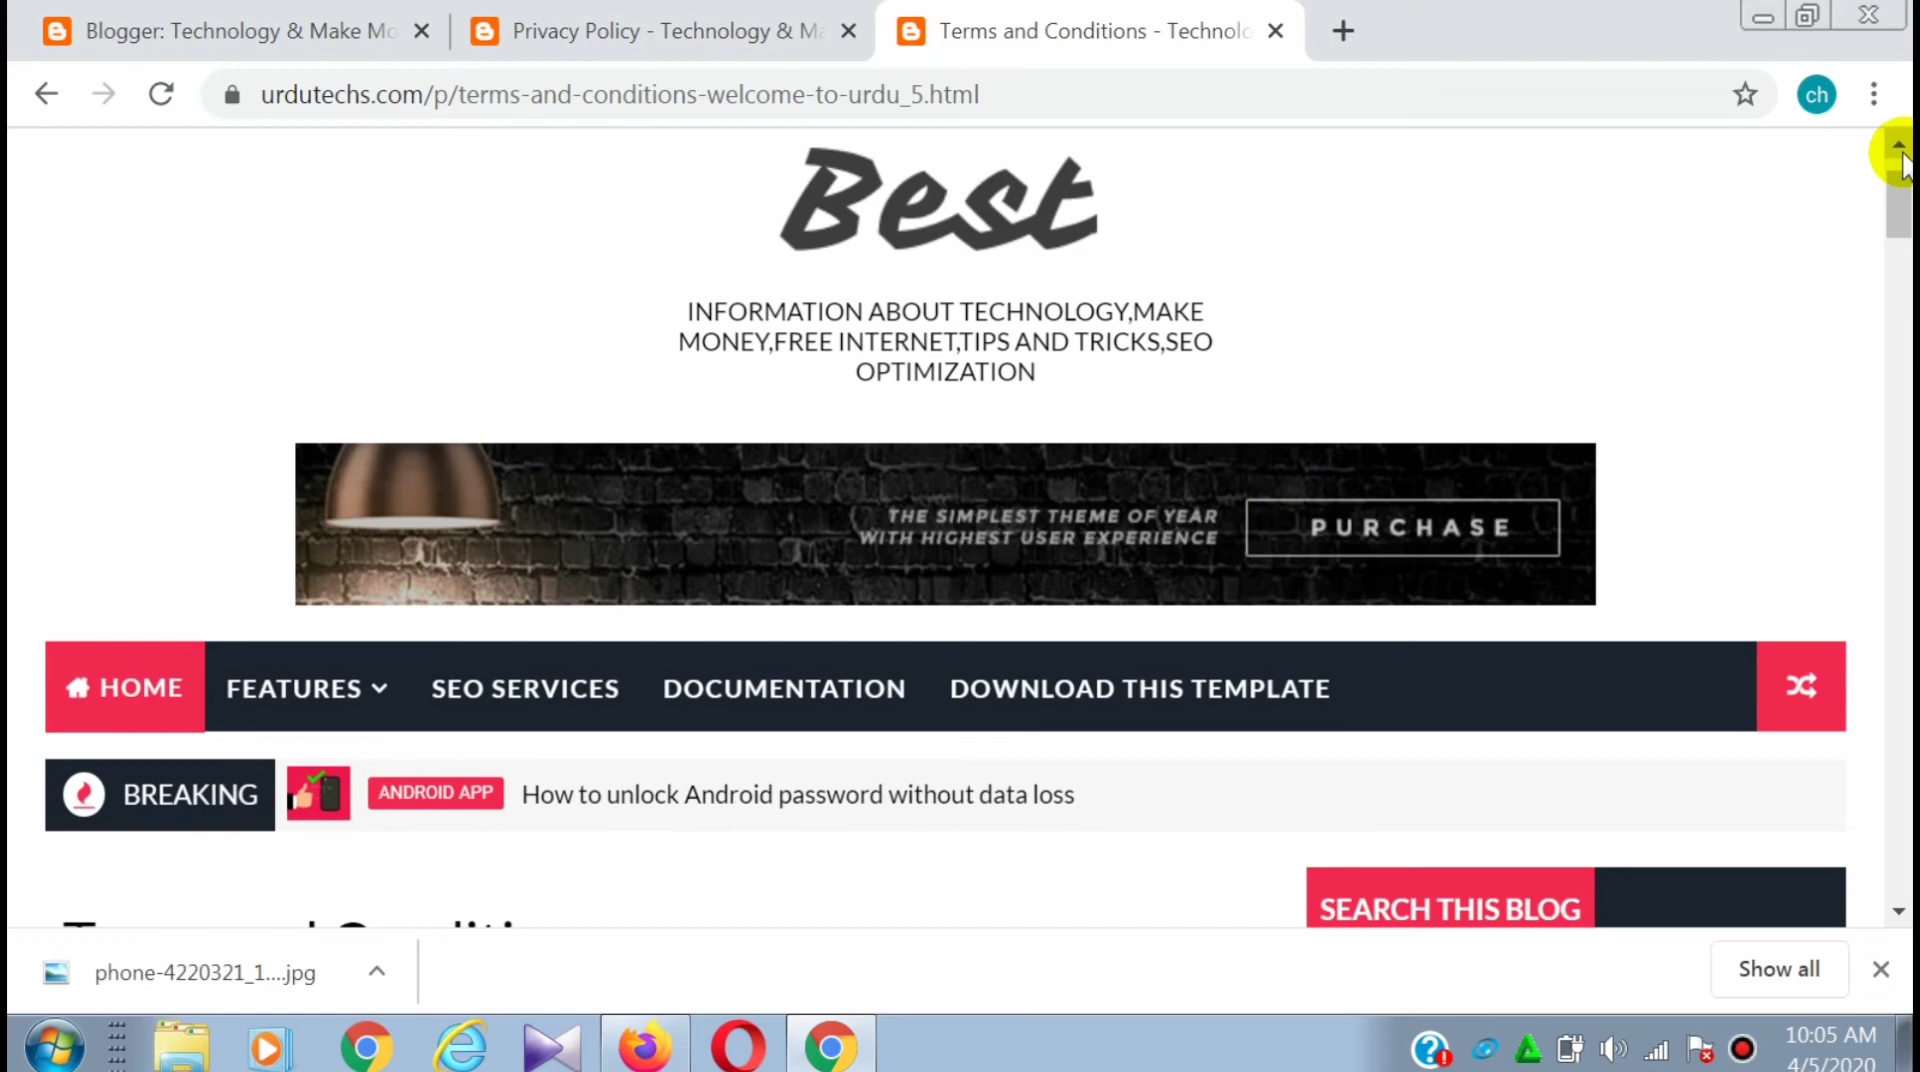 Blogger: Technology & Make Mo
Privacy Policy - Technology & Ma
Terms and Conditions - Technolo
urdutechs.com/p/terms-and-conditions-welcome-to-urdu_5.html
ch
Best
INFORMATION ABOUT TECHNOLOGY,MAKE
MONEY,FREE INTERNET,TIPS AND TRICKS,SEO
OPTIMIZATION
THE SIMPLEST THEME OF YEAR
WITH HIGHEST USER EXPERIENCE
PURCHASE
HOME
FEATURES
SEO SERVICES
DOCUMENTATION
DOWNLOAD THIS TEMPLATE
BREAKING
ANDROID APP
How to unlock Android password without data loss
SEARCH THIS BLOG
phone-4220321_1....jpg
Show all
10:05 AM
4/5/2020